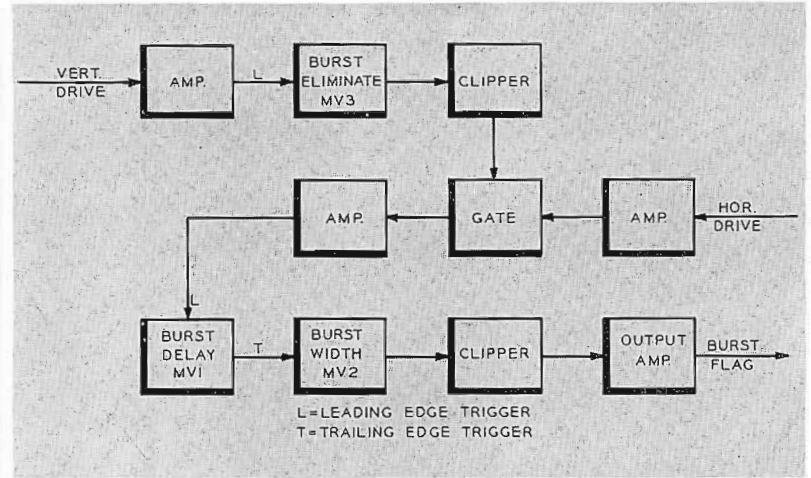 VERT.
DRIVE
AMP.
L
BURST
ELIMINATE
MV3
CLIPPER
AMP.
GATE
AMP.
HOR.
DRIVE
L
BURST
DELAY
MV1
T
BURST
WIDTH
MV2
CLIPPER
OUTPUT
AMP.
BURST
FLAG
L=LEADING EDGE TRIGGER
T=TRAILING EDGE TRIGGER